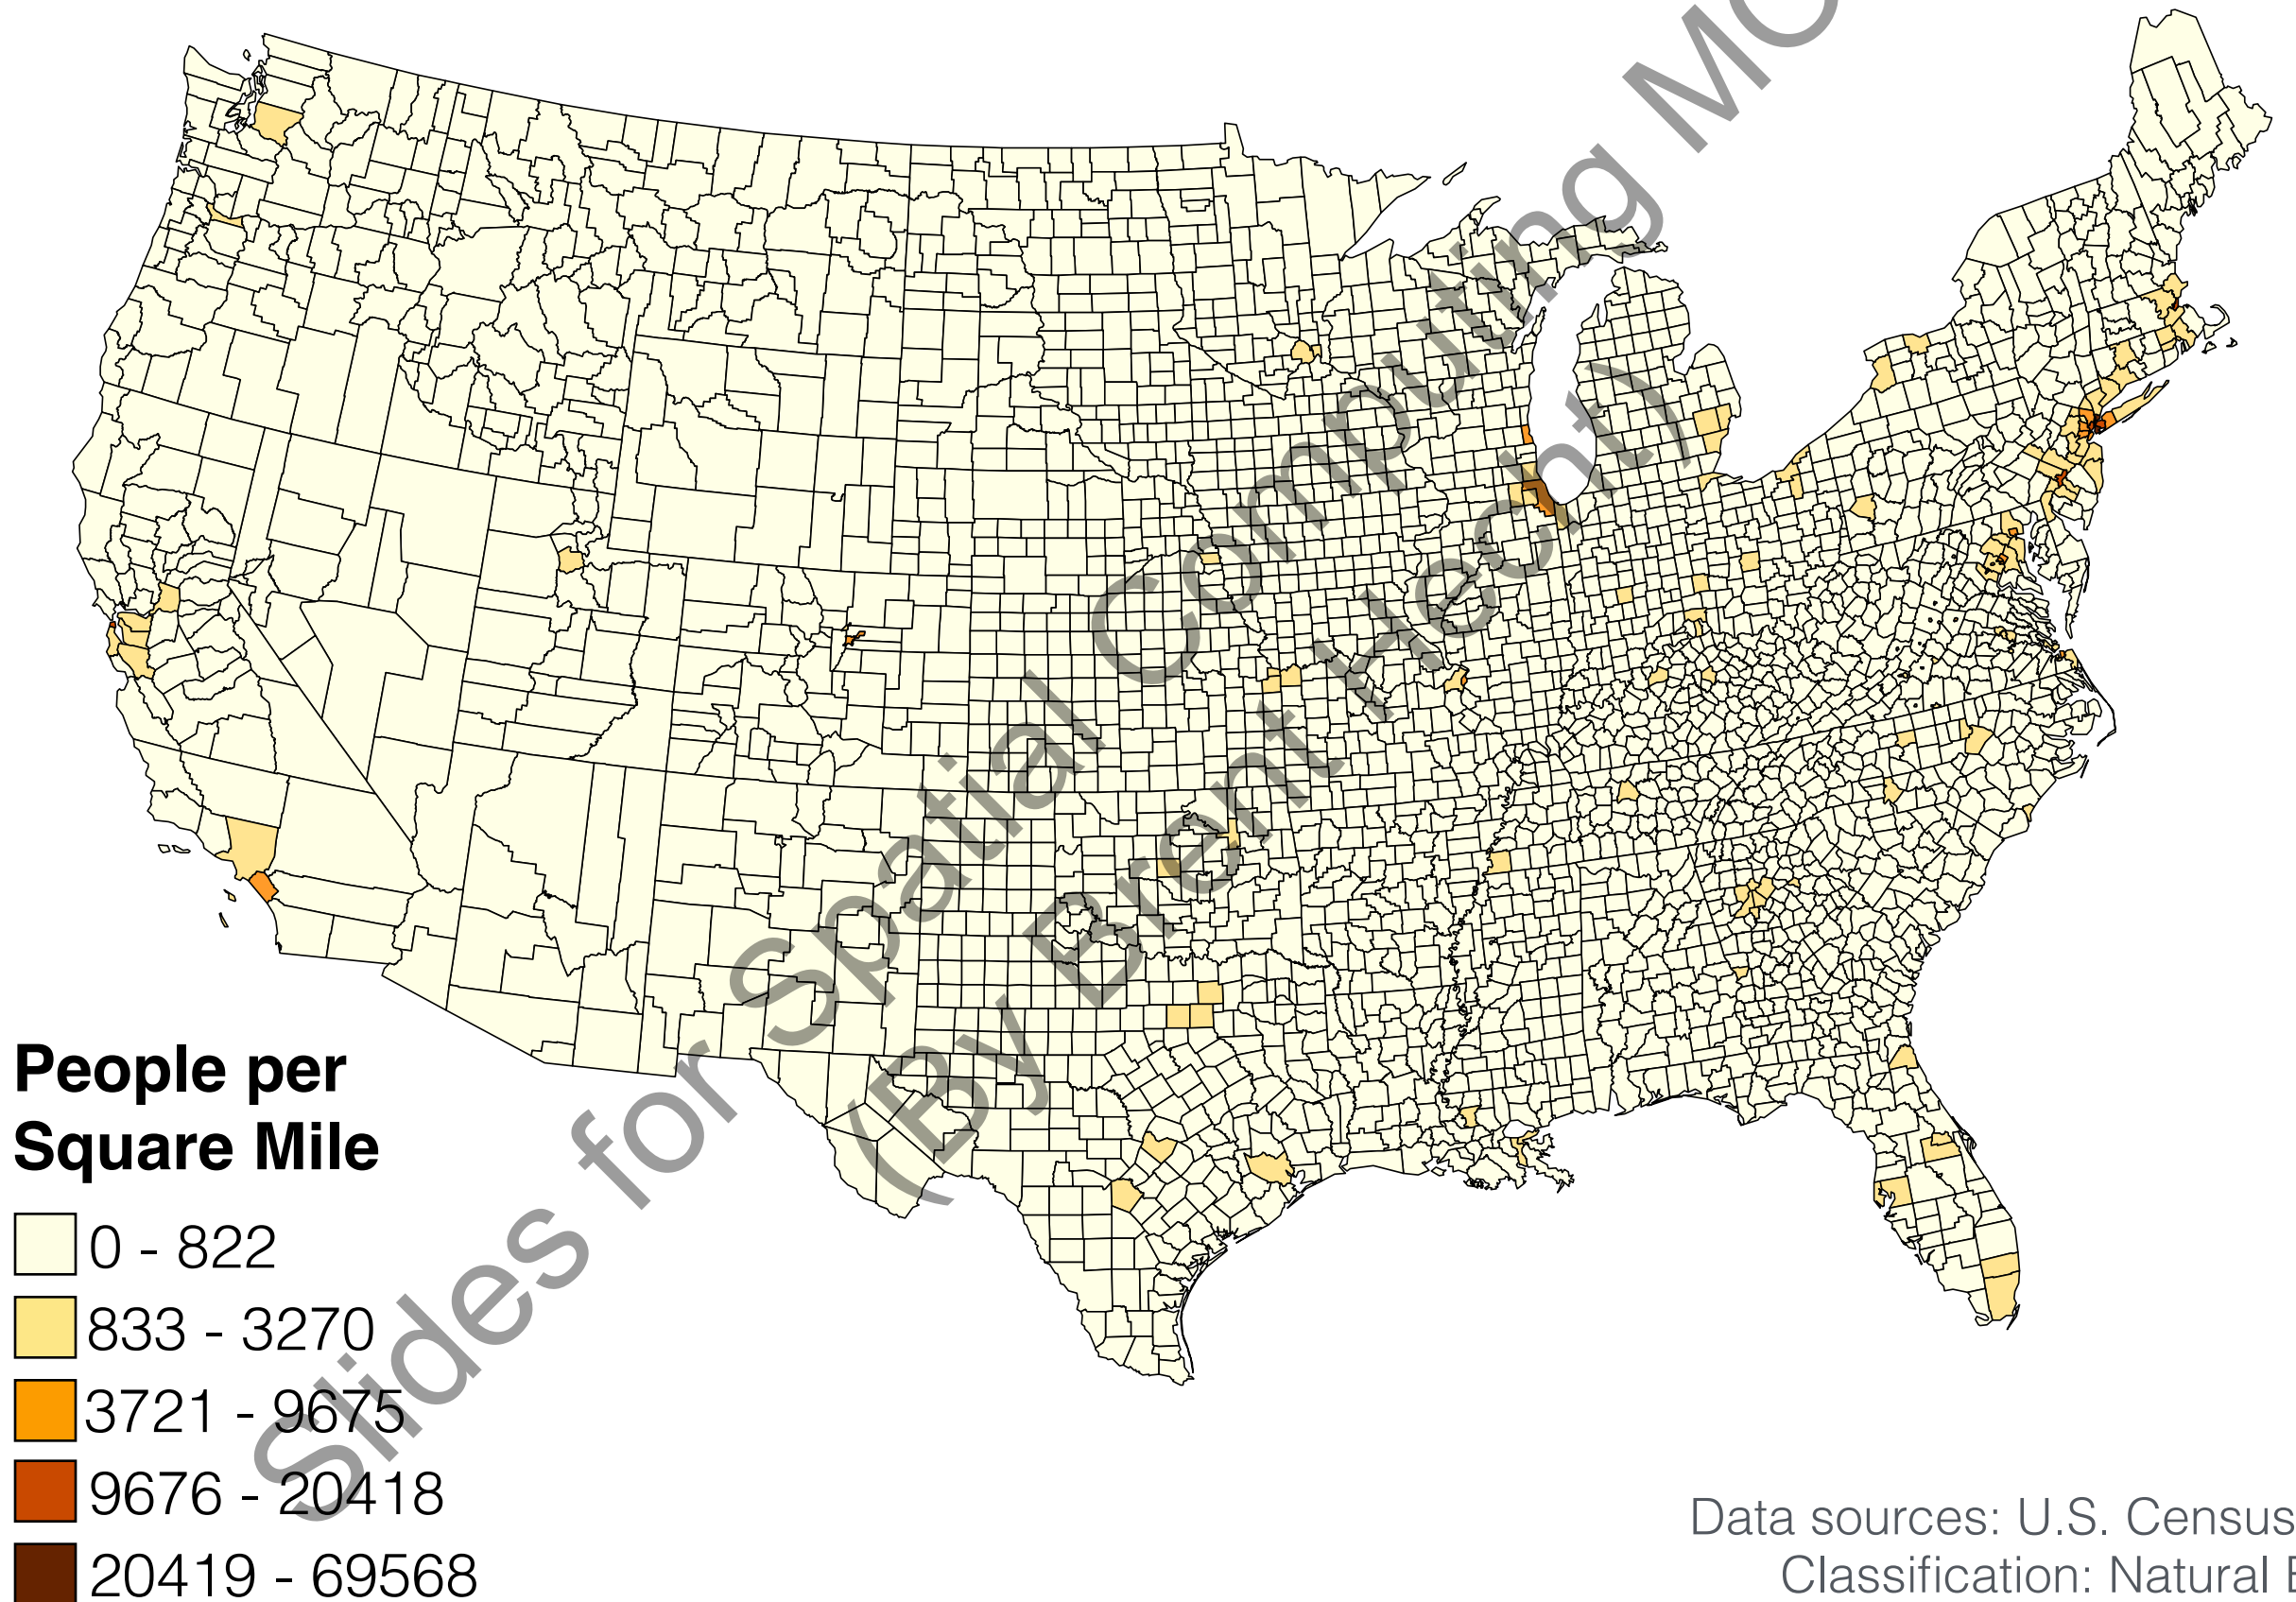 Slides for Spatial Computing
(By Brent Hecht)
People per
Square Mile
0 - 822
833 - 3270
3721 - 9675
9676 - 20418
20419 - 69568
Data sources: U.S. Census
Classification: Natural